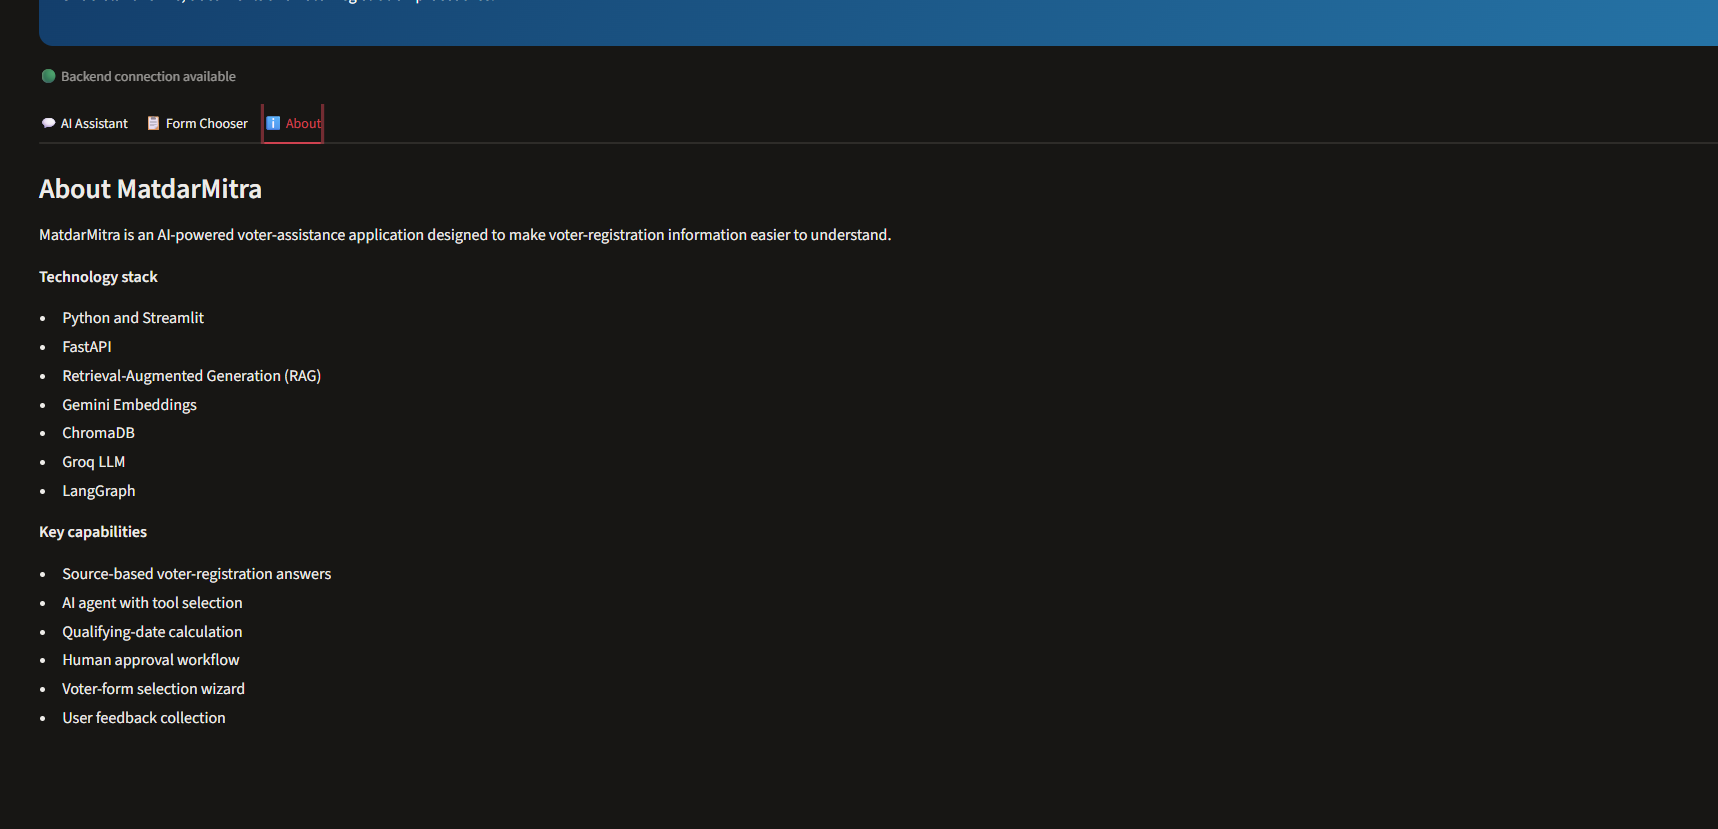 Backend connection available
AI Assistant
Form Chooser
About
About MatdarMitra
MatdarMitra is an AI-powered voter-assistance application designed to make voter-registration information easier to understand.
Technology stack
• Python and Streamlit
• FastAPI
• Retrieval-Augmented Generation (RAG)
• Gemini Embeddings
• ChromaDB
• Groq LLM
• LangGraph
Key capabilities
• Source-based voter-registration answers
• AI agent with tool selection
• Qualifying-date calculation
• Human approval workflow
• Voter-form selection wizard
• User feedback collection